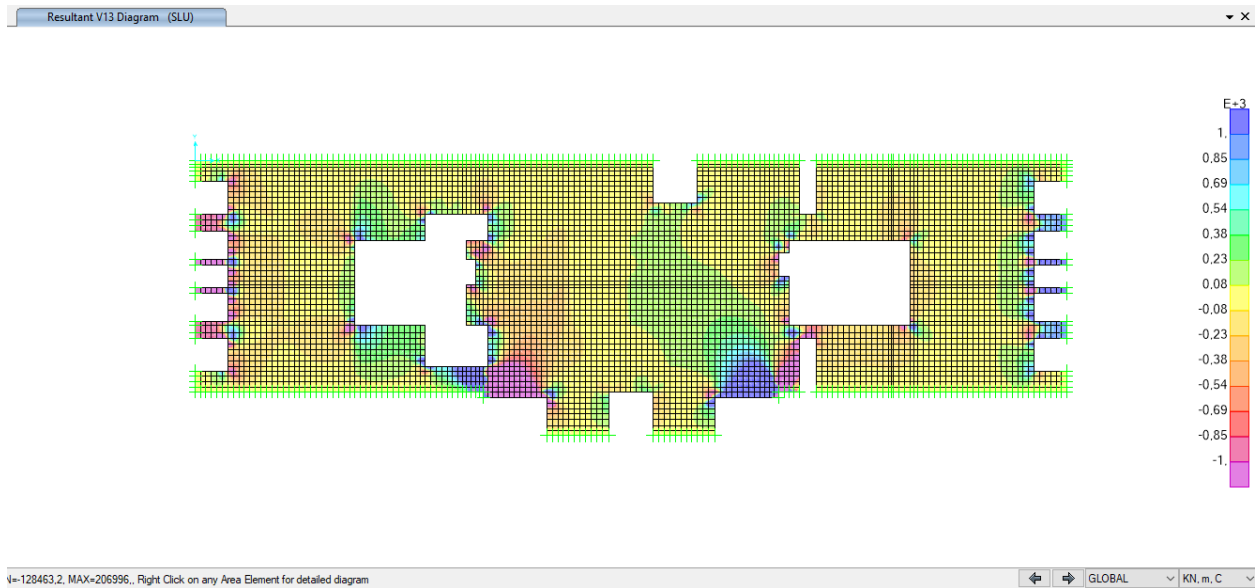 Resultant V13 Diagram (SLU)
E+3
1,
0.85
0.69
0.54
0.38
0.23
0.08
-0.08
-0.23
-0.38
-0.54
-0.69
-0.85
-1,
N=-128463,2, MAX=206996,, Right Click on any Area Element for detailed diagram
GLOBAL
KN, m, C